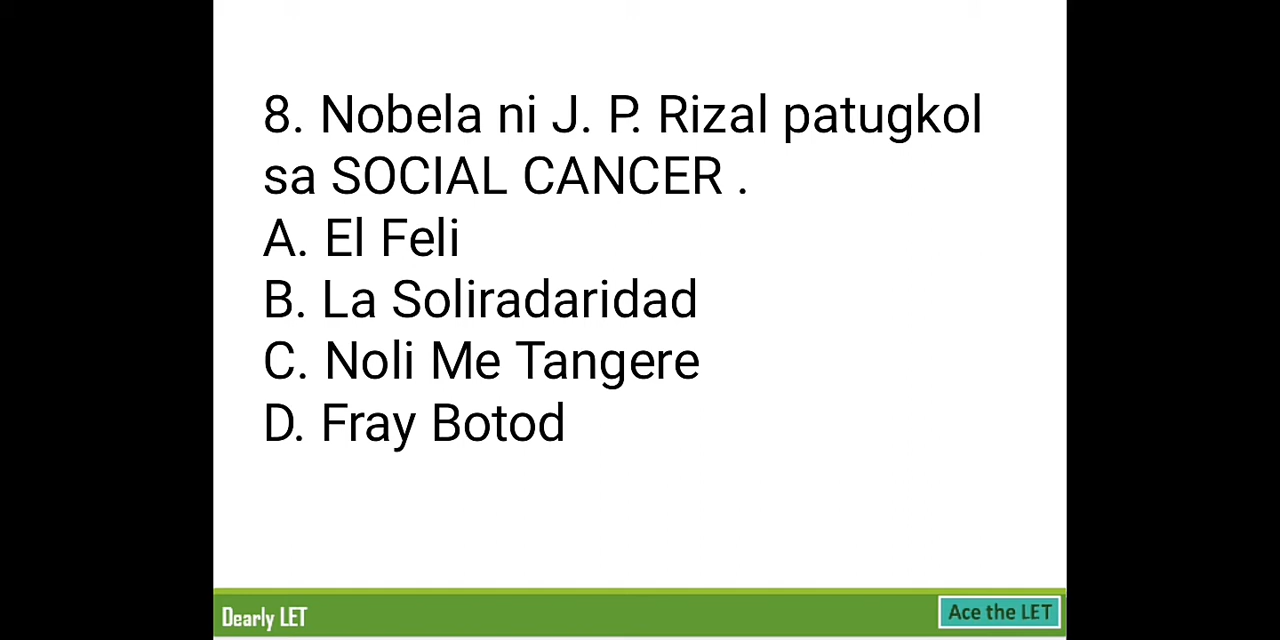 8. Nobela ni J. P. Rizal patugkol
sa SOCIAL CANCER .
A. El Feli
B. La Soliradaridad
C. Noli Me Tangere
D. Fray Botod
Dearly LET
Ace the LET